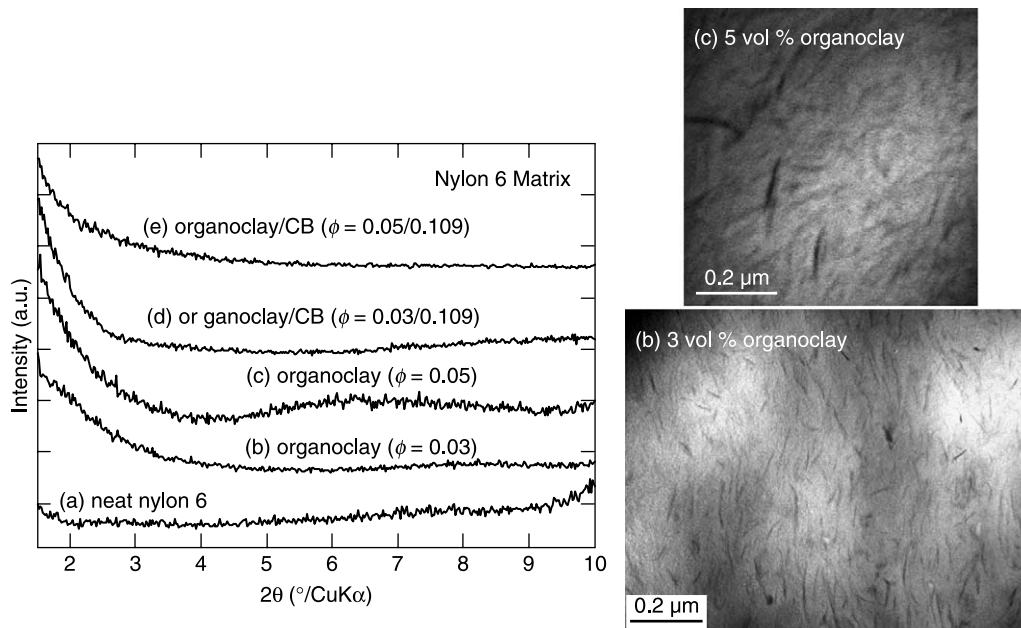 Nylon 6 Matrix
(e) organoclay/CB (ϕ = 0.05/0.109)
(d) or ganoclay/CB (ϕ = 0.03/0.109)
(c) organoclay (ϕ = 0.05)
(b) organoclay (ϕ = 0.03)
(a) neat nylon 6
Intensity (a.u.)
2 3 4 5 6 7 8 9 10
2θ (°/CuKα)
(c) 5 vol % organoclay
0.2 μm
(b) 3 vol % organoclay
0.2 μm